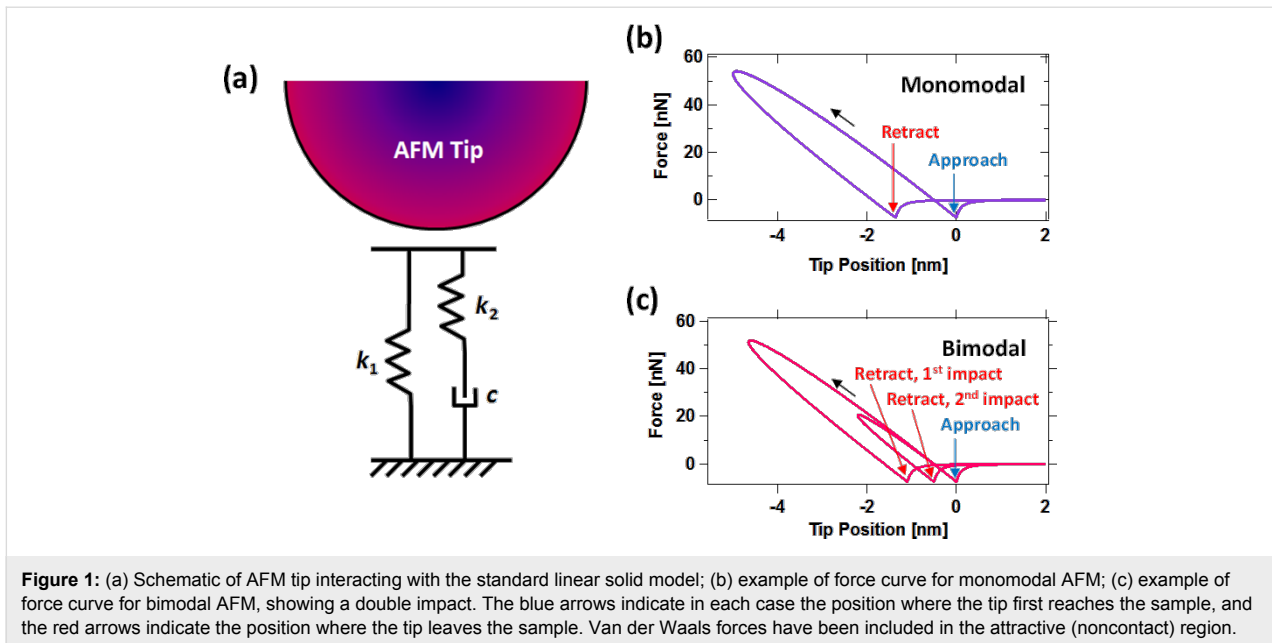 (a)
AFM Tip
k1
k2
c
(b)
Monomodal
Retract
Approach
Force [nN]
60
40
20
0
-4
-2
0
2
Tip Position [nm]
(c)
Bimodal
Retract, 1st impact
Retract, 2nd impact
Approach
Force [nN]
60
40
20
0
-4
-2
0
2
Tip Position [nm]
Figure 1: (a) Schematic of AFM tip interacting with the standard linear solid model; (b) example of force curve for monomodal AFM; (c) example of
force curve for bimodal AFM, showing a double impact. The blue arrows indicate in each case the position where the tip first reaches the sample, and
the red arrows indicate the position where the tip leaves the sample. Van der Waals forces have been included in the attractive (noncontact) region.